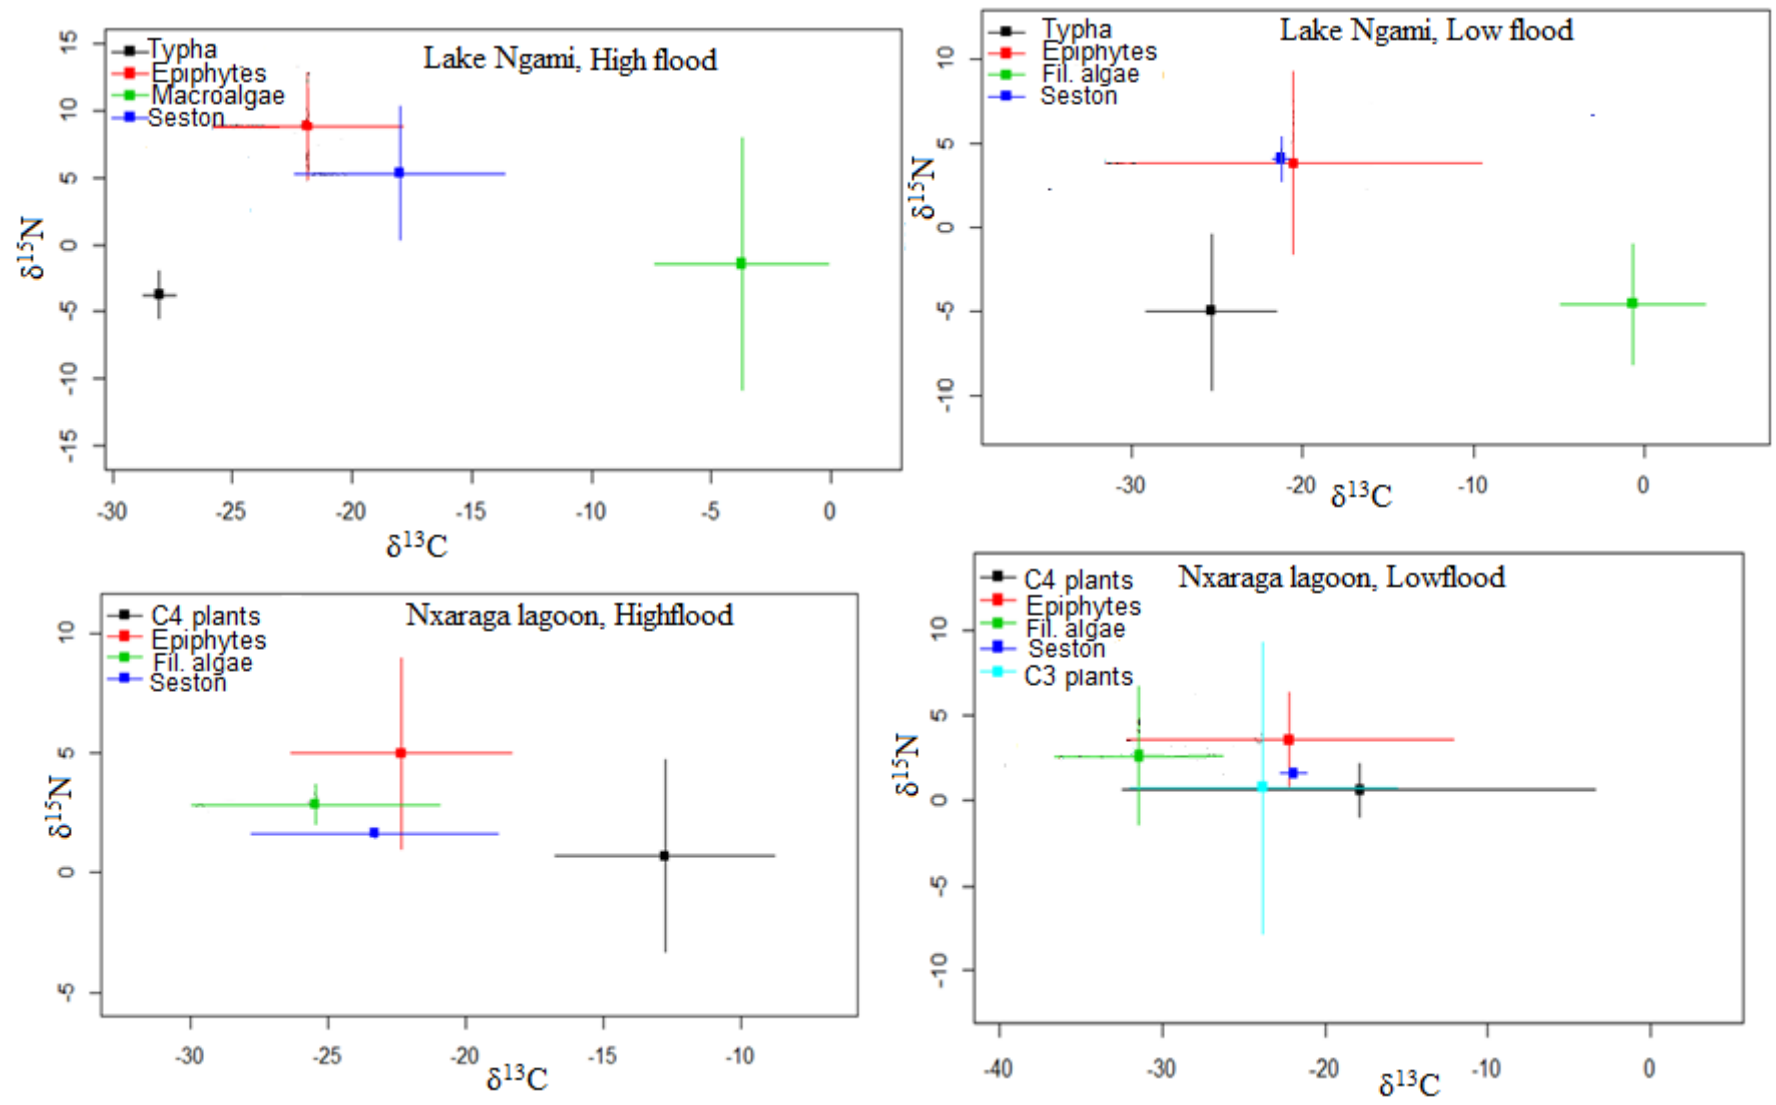 Lake Ngami, High flood
Typha
Epiphytes
Macroalgae
Seston
15
10
5
0
-5
-10
-15
δ15N
-30 -25 -20 -15 -10 -5 0
δ13C
Lake Ngami, Low flood
Typha
Epiphytes
Fil. algae
Seston
10
5
0
-5
-10
δ15N
-30 -20 -10 0
δ13C
Nxaraga lagoon, Highflood
C4 plants
Epiphytes
Fil. algae
Seston
10
5
0
-5
δ15N
-30 -25 -20 -15 -10
δ13C
Nxaraga lagoon, Lowflood
C4 plants
Epiphytes
Fil. algae
Seston
C3 plants
10
5
0
-5
-10
δ15N
-40 -30 -20 -10 0
δ13C